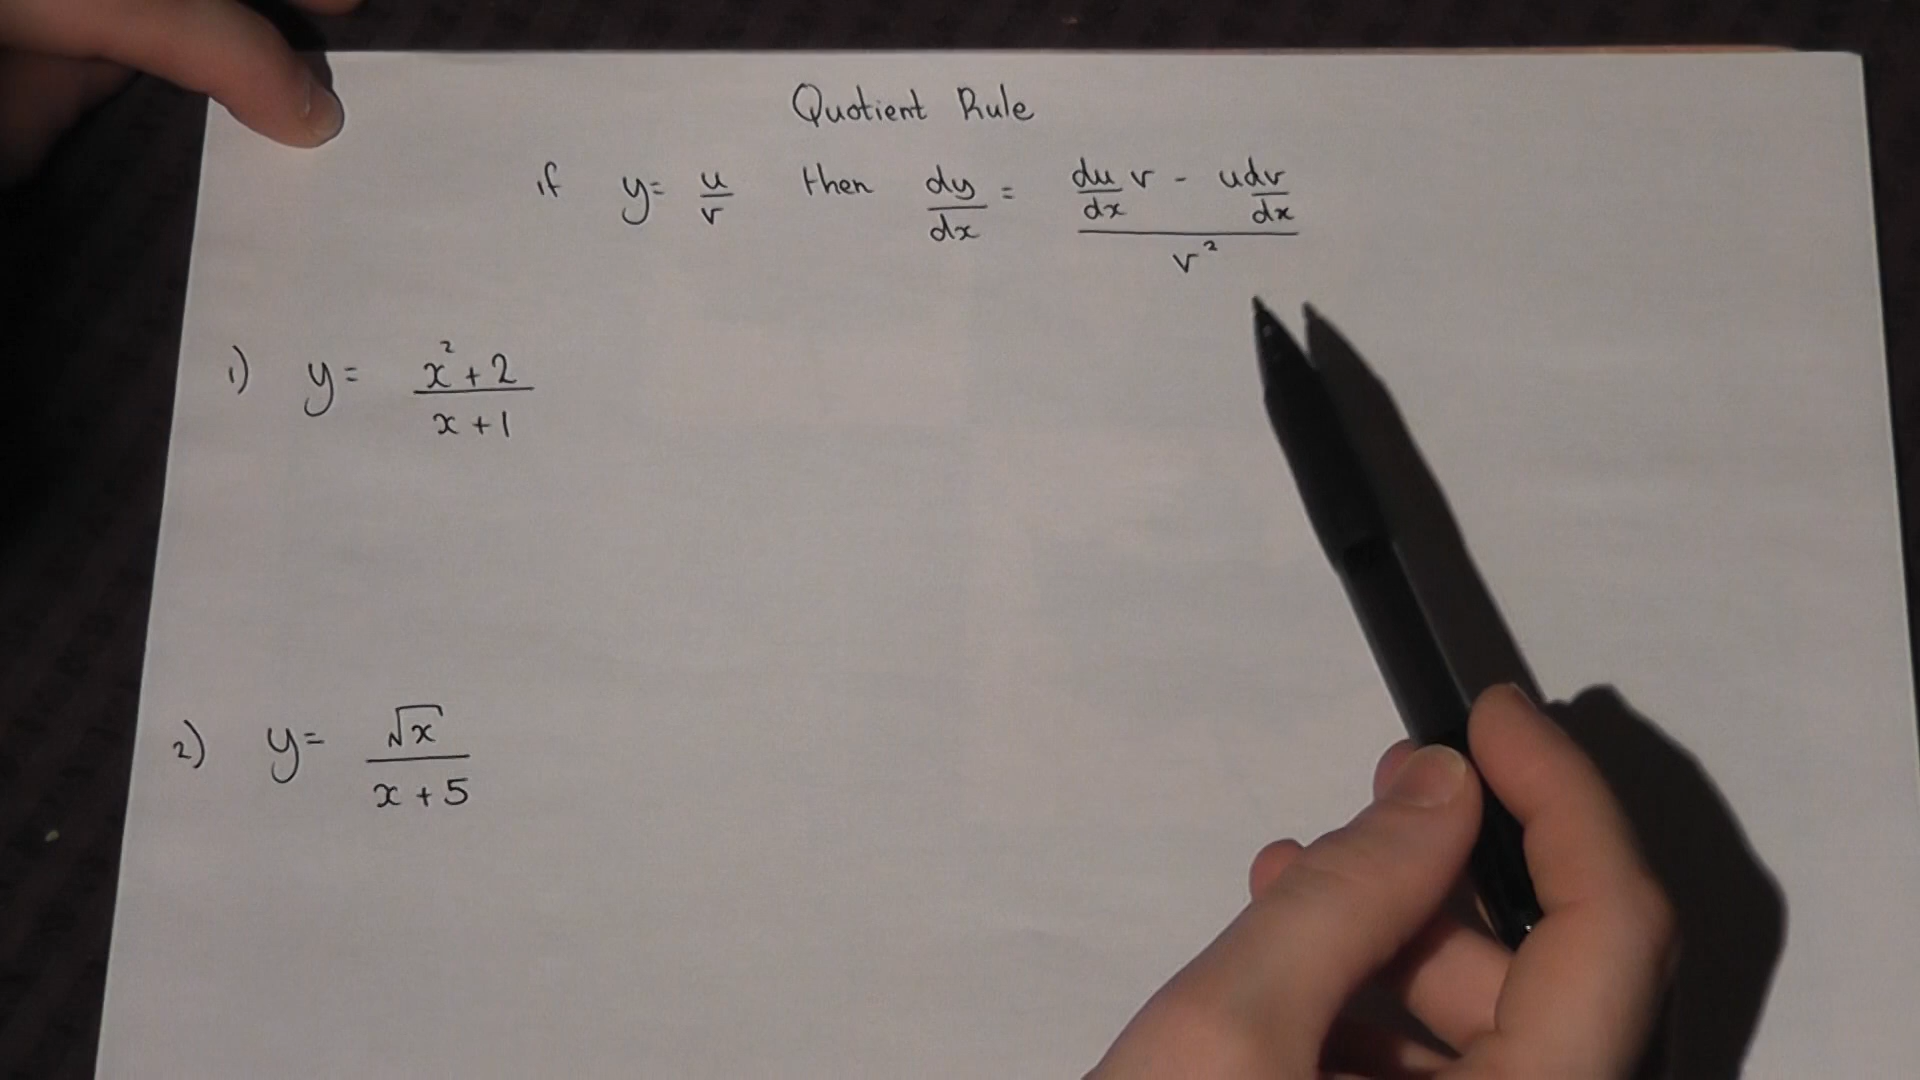 Quotient Rule
if y = u/v then dy/dx = (du/dx v - u dv/dx)/v²
1) y = (x² + 2)/(x + 1)
2) y = √x/(x + 5)